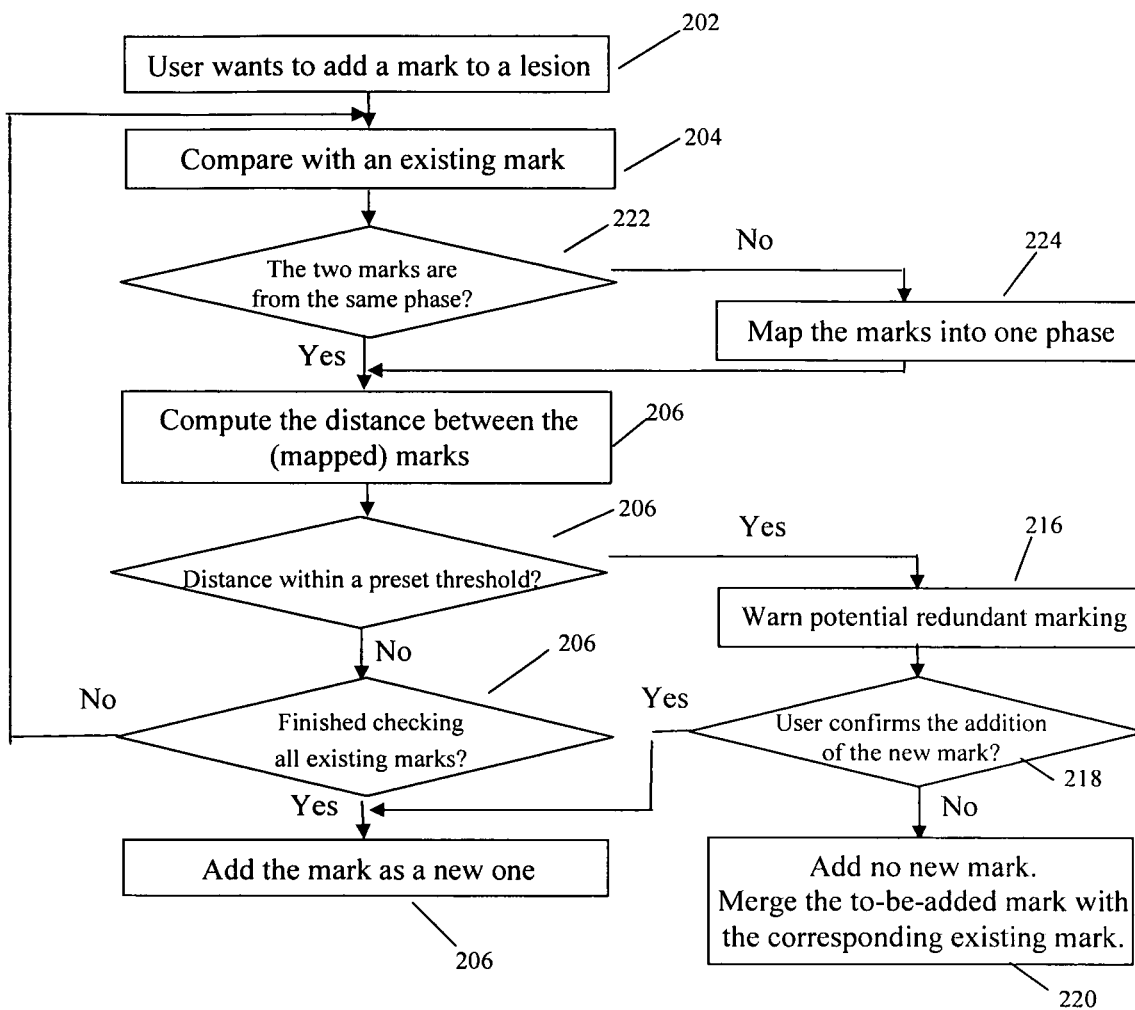 202
User wants to add a mark to a lesion
Compare with an existing mark
204
222
The two marks are
from the same phase?
No
224
Map the marks into one phase
Yes
Compute the distance between the
(mapped) marks
206
206
Distance within a preset threshold?
Yes
216
Warn potential redundant marking
No
206
Finished checking
all existing marks?
No
Yes
User confirms the addition
of the new mark?
218
Yes
No
Add the mark as a new one
206
Add no new mark.
Merge the to-be-added mark with
the corresponding existing mark.
220